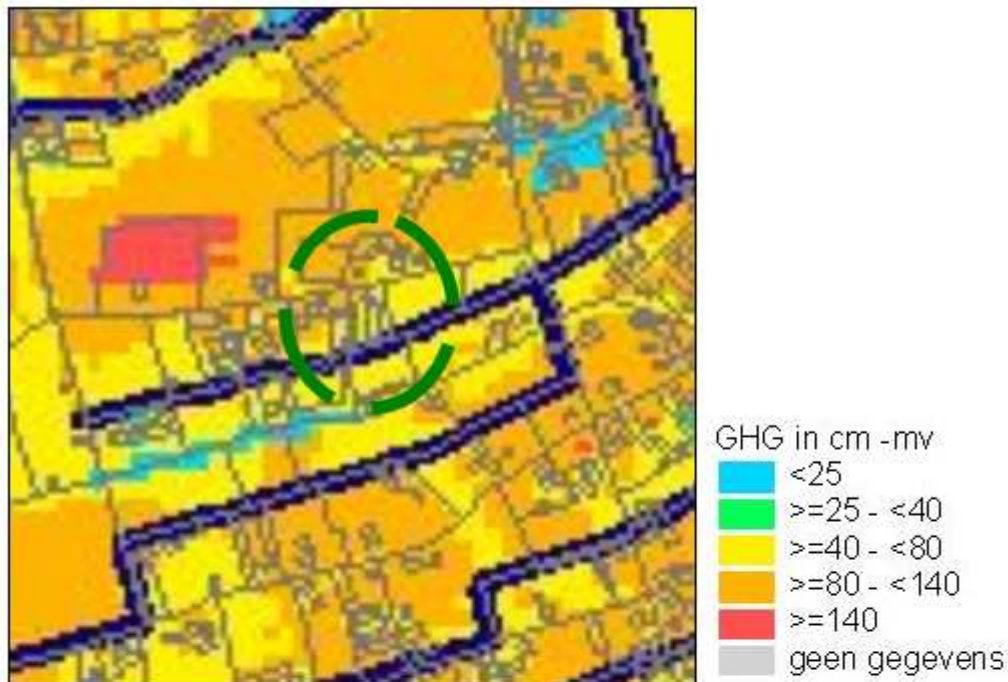 GHG in cm -mv
<25
>=25 - <40
>=40 - <80
>=80 - <140
>=140
geen gegevens